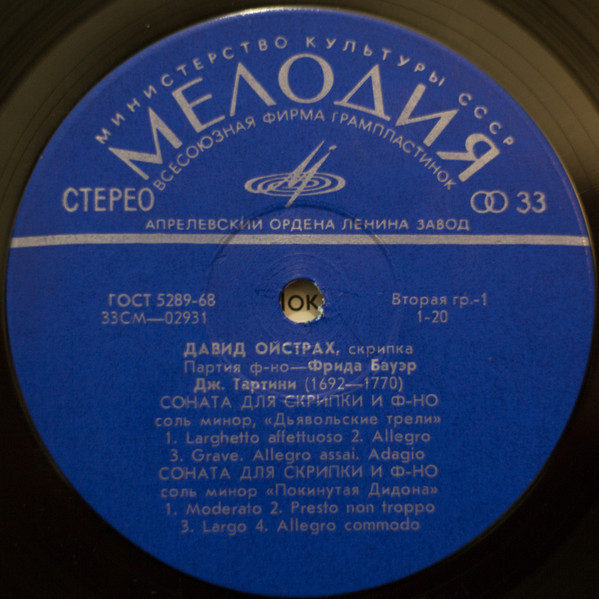 МИНИСТЕРСТВО КУЛЬТУРЫ СССР
МЕЛОДИЯ
ВСЕСОЮЗНАЯ ФИРМА ГРАМПЛАСТИНОК
СТЕРЕО
33
АПРЕЛЕВСКИЙ ОРДЕНА ЛЕНИНА ЗАВОД
ГОСТ 5289-68
Вторая гр.-1
33СМ—02931
1-20
ДАВИД ОЙСТРАХ, скрипка
Партия ф-но—Фрида Бауэр
Дж. Тартини (1692—1770)
СОНАТА ДЛЯ СКРИПКИ И Ф-НО
соль минор, «Дьявольские трели»
1. Larghetto affettuoso 2. Allegro
3. Grave. Allegro assai. Adagio
СОНАТА ДЛЯ СКРИПКИ И Ф-НО
соль минор «Покинутая Дидона»
1. Moderato 2. Presto non troppo
3. Largo 4. Allegro commodo